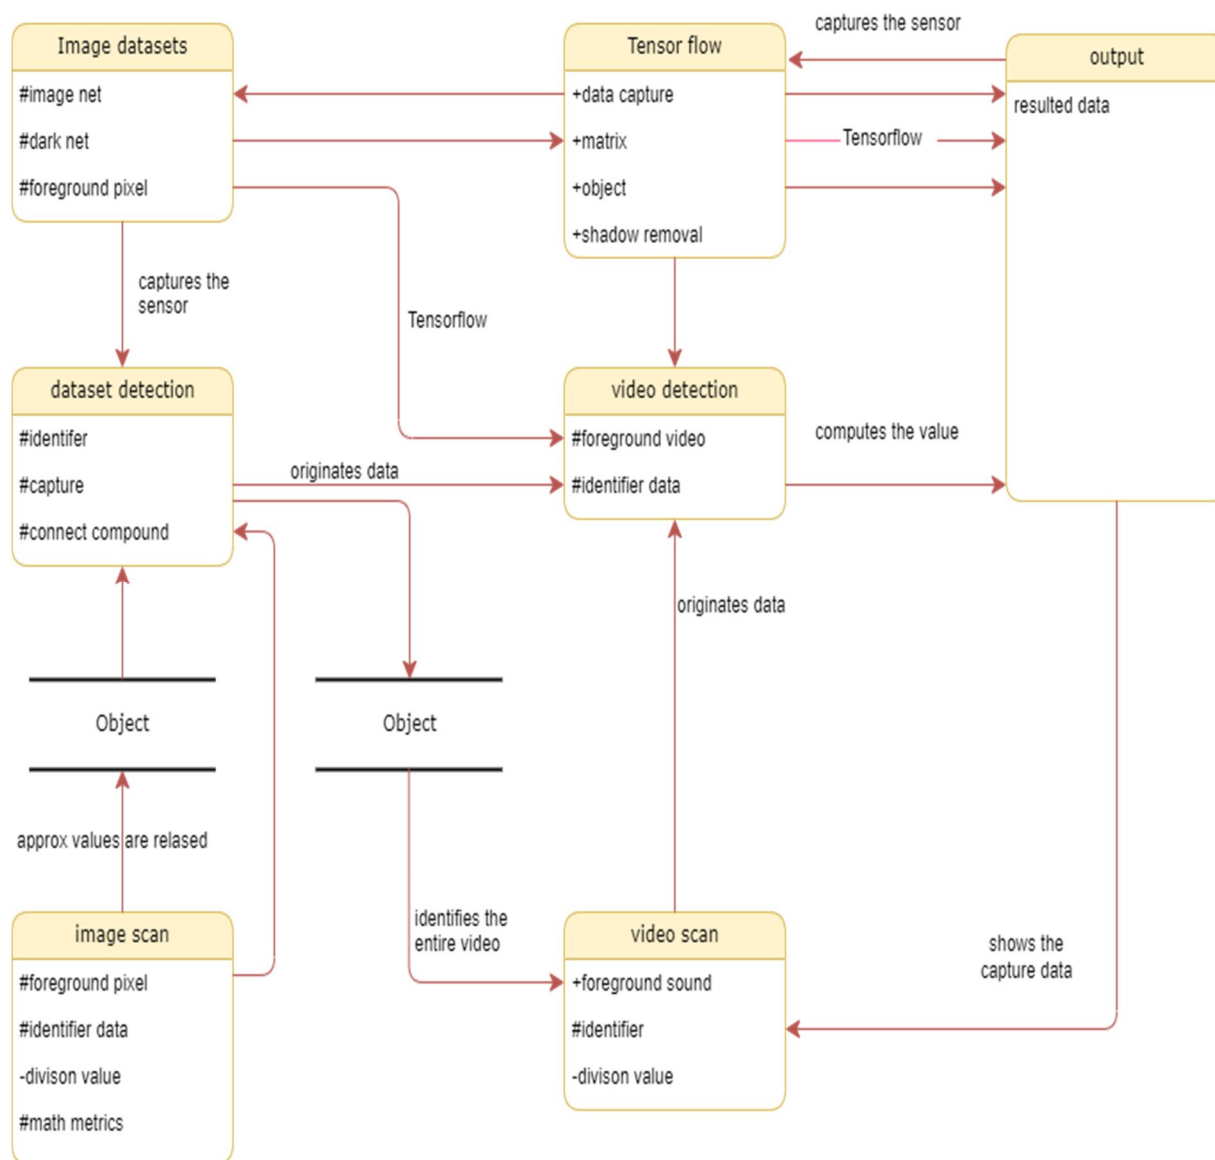 Image datasets
#image net
#dark net
#foreground pixel
Tensor flow
+data capture
+matrix
+object
+shadow removal
captures the sensor
output
resulted data
Tensorflow
captures the
sensor
Tensorflow
dataset detection
#identifer
#capture
#connect compound
originates data
video detection
#foreground video
#identifier data
computes the value
originates data
Object
Object
approx values are relased
image scan
#foreground pixel
#identifier data
-divison value
#math metrics
identifies the
entire video
video scan
+foreground sound
#identifier
-divison value
shows the
capture data